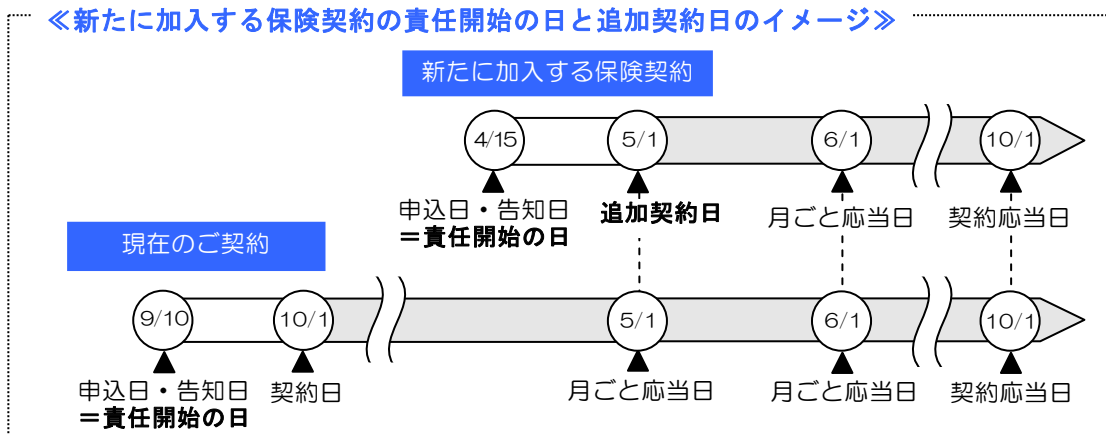 ≪新たに加入する保険契約の責任開始の日と追加契約日のイメージ≫
新たに加入する保険契約
4/15 5/1 6/1 10/1
申込日・告知日 追加契約日 月ごと応当日 契約応当日
＝責任開始の日
現在のご契約
9/10 10/1 5/1 6/1 10/1
申込日・告知日 契約日 月ごと応当日 月ごと応当日 契約応当日
＝責任開始の日